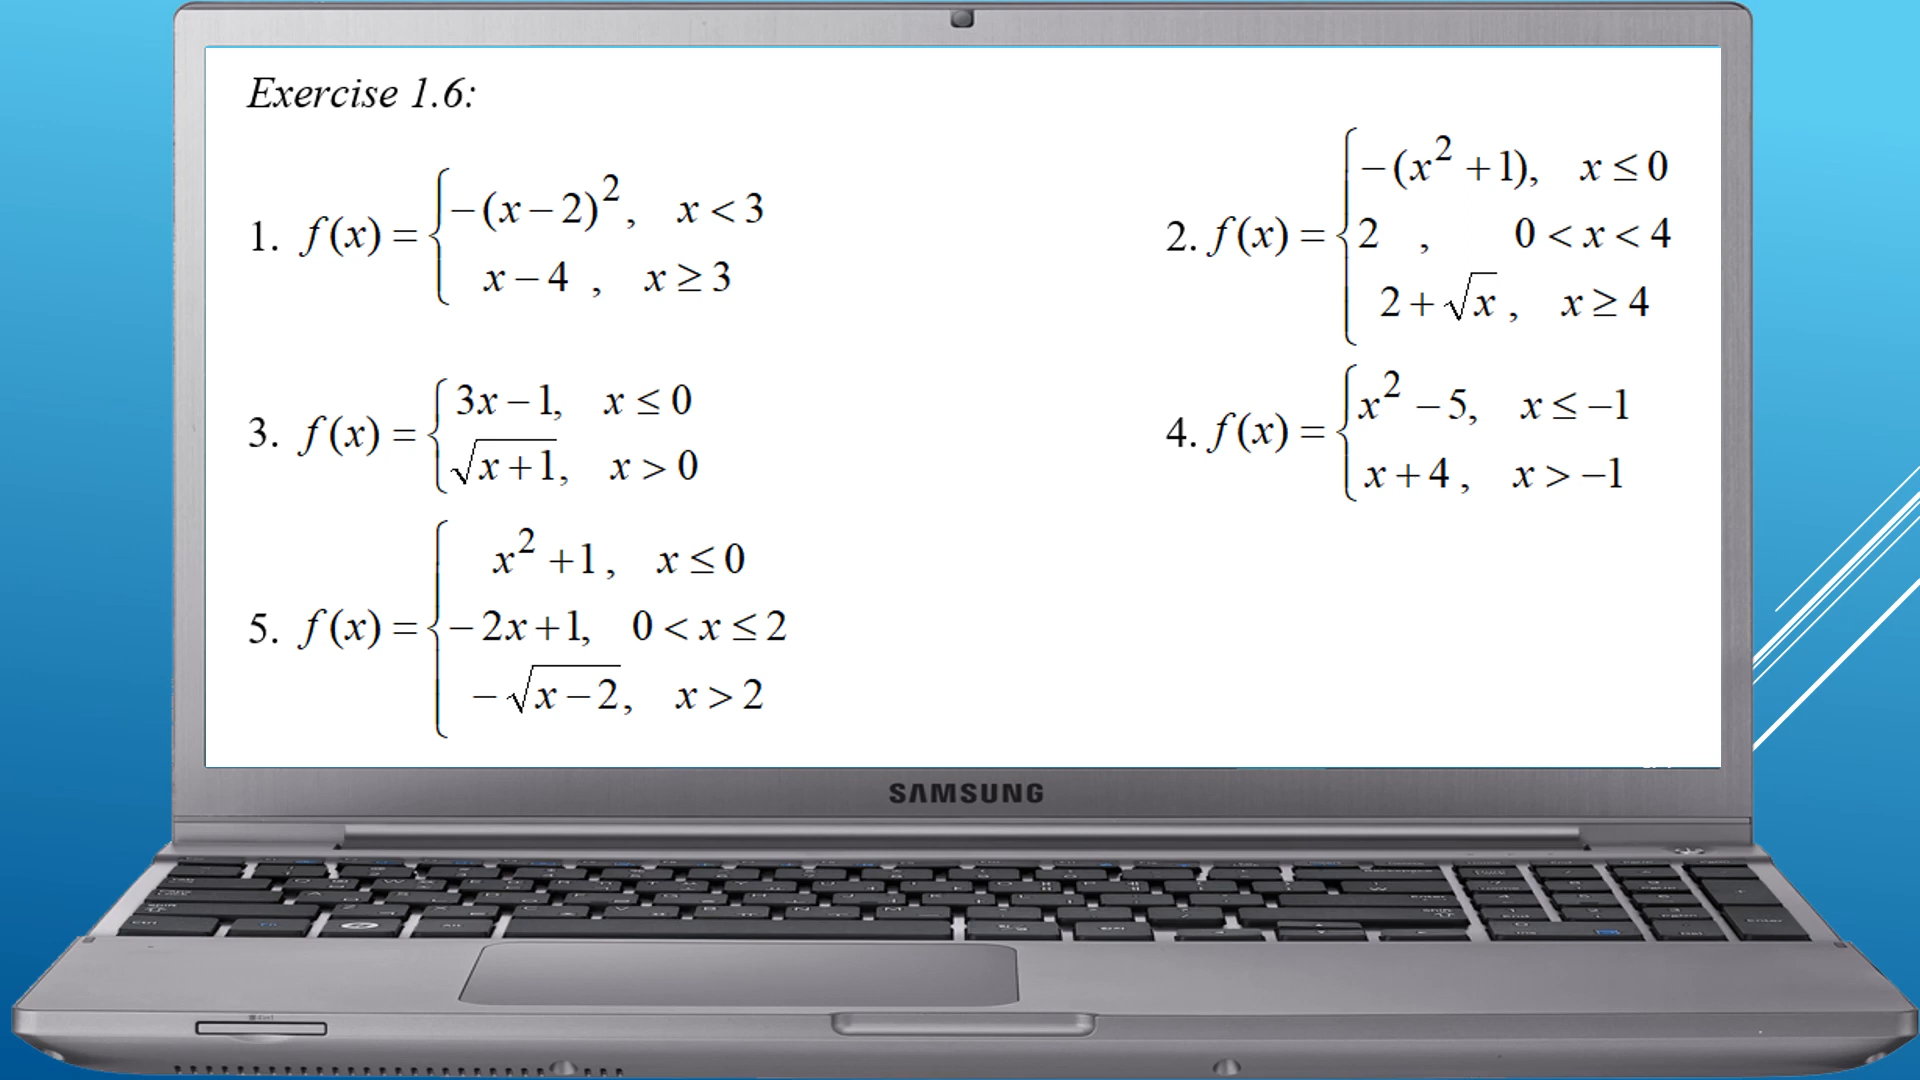 Exercise 1.6:
1. f(x) = { -(x-2)², x < 3
x-4 , x ≥ 3
2. f(x) = { -(x²+1), x ≤ 0
2 , 0 < x < 4
2+√x , x ≥ 4
3. f(x) = { 3x-1, x ≤ 0
√(x+1), x > 0
4. f(x) = { x²-5, x ≤ -1
x+4 , x > -1
5. f(x) = { x²+1 , x ≤ 0
-2x+1, 0 < x ≤ 2
-√(x-2), x > 2
SAMSUNG